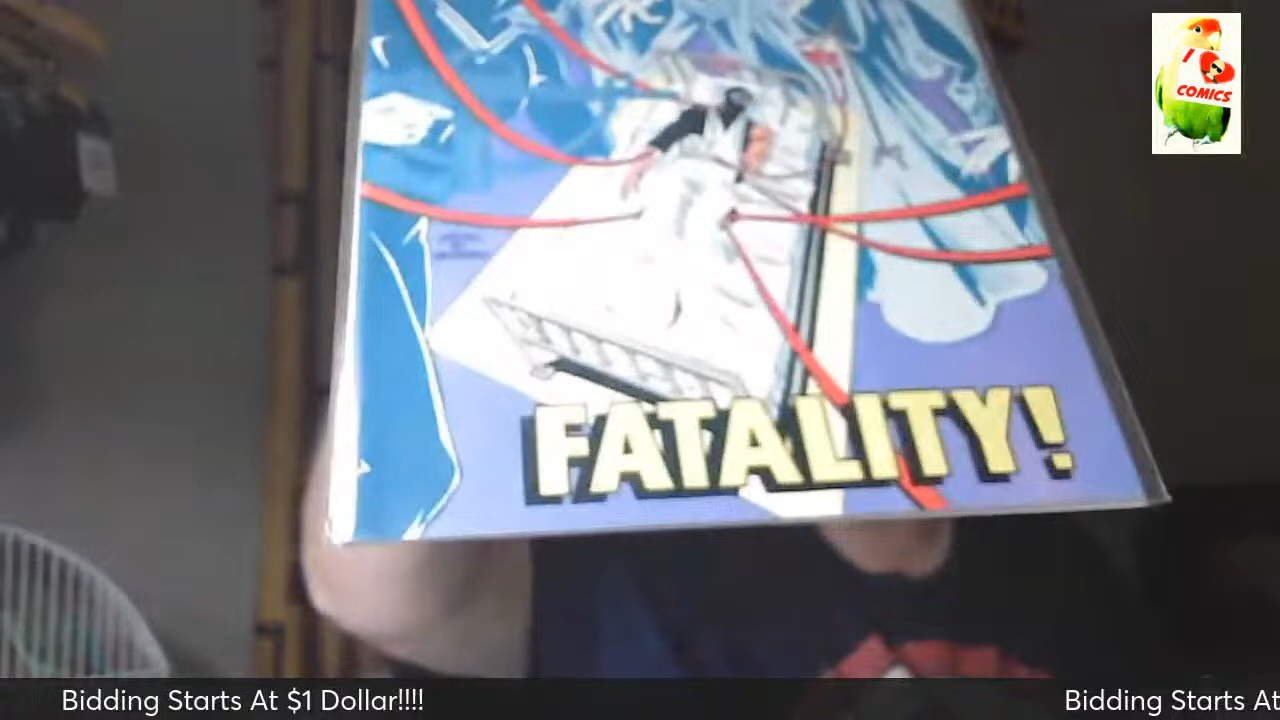 I
COMICS
FATALITY!
Bidding Starts At $1 Dollar!!!! Bidding Starts At